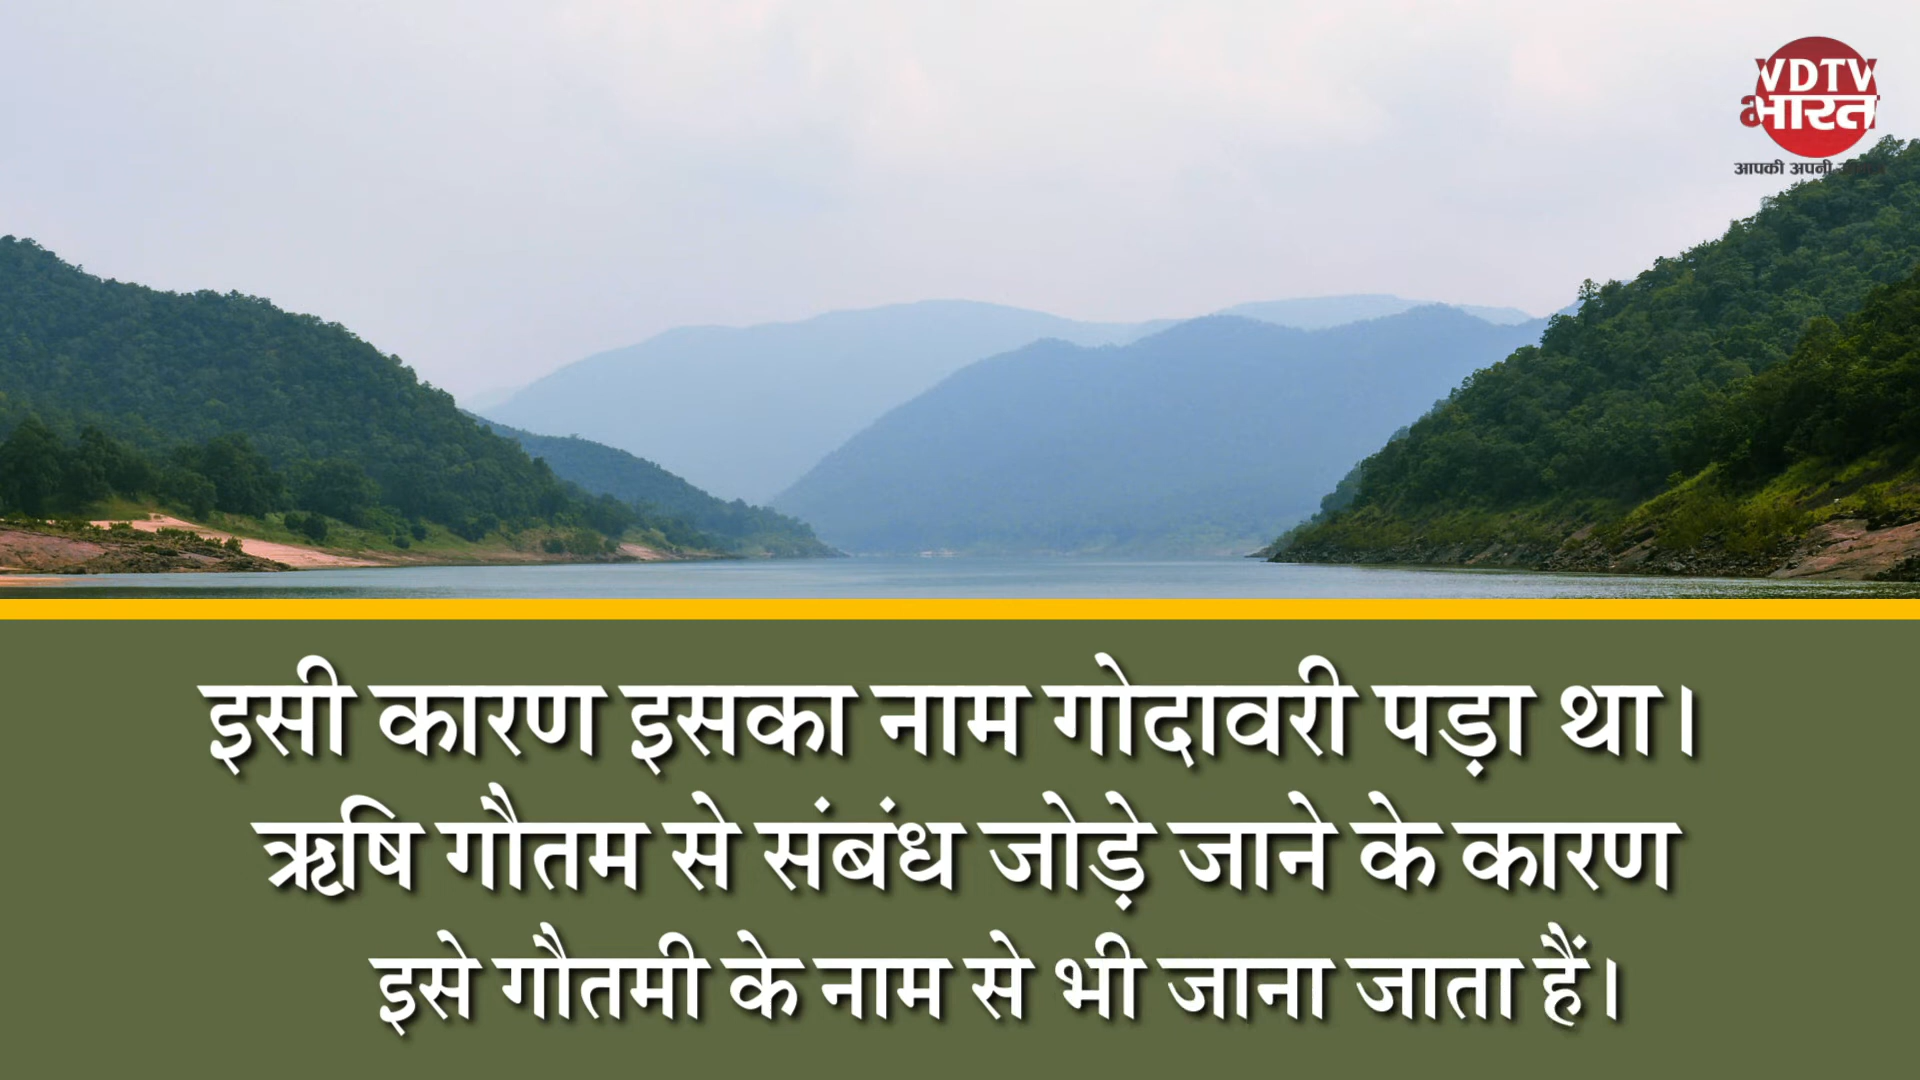 VDTV
भारत
आपकी अपनी
इसी कारण इसका नाम गोदावरी पड़ा था।
ऋषि गौतम से संबंध जोड़े जाने के कारण
इसे गौतमी के नाम से भी जाना जाता हैं।